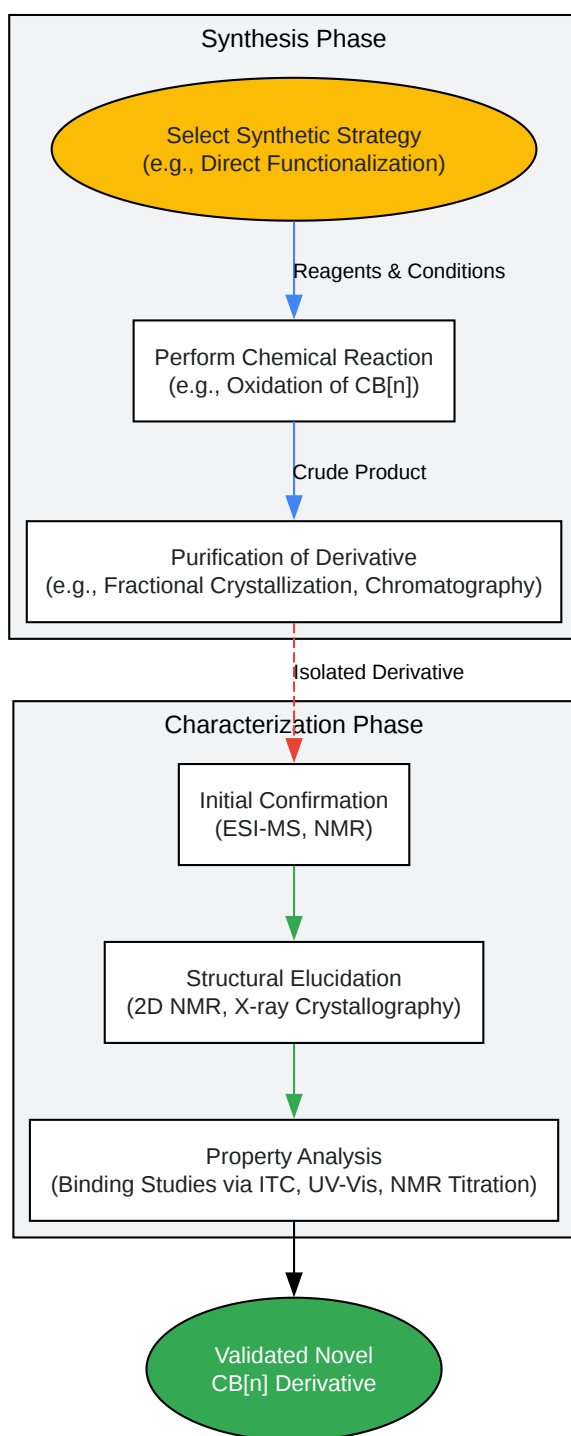 Synthesis Phase
Select Synthetic Strategy
(e.g., Direct Functionalization)
Reagents & Conditions
Perform Chemical Reaction
(e.g., Oxidation of CB[n])
Crude Product
Purification of Derivative
(e.g., Fractional Crystallization, Chromatography)
Isolated Derivative
Characterization Phase
Initial Confirmation
(ESI-MS, NMR)
Structural Elucidation
(2D NMR, X-ray Crystallography)
Property Analysis
(Binding Studies via ITC, UV-Vis, NMR Titration)
Validated Novel
CB[n] Derivative